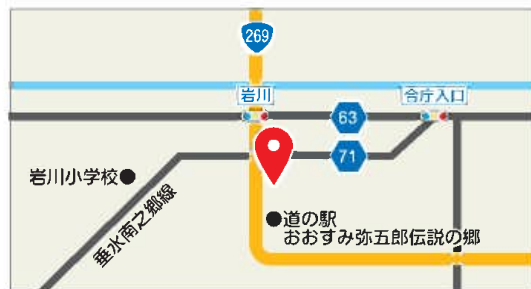 269
岩川
合庁入口
63
71
岩川小学校
垂水南之郷線
道の駅
おおすみ弥五郎伝説の郷